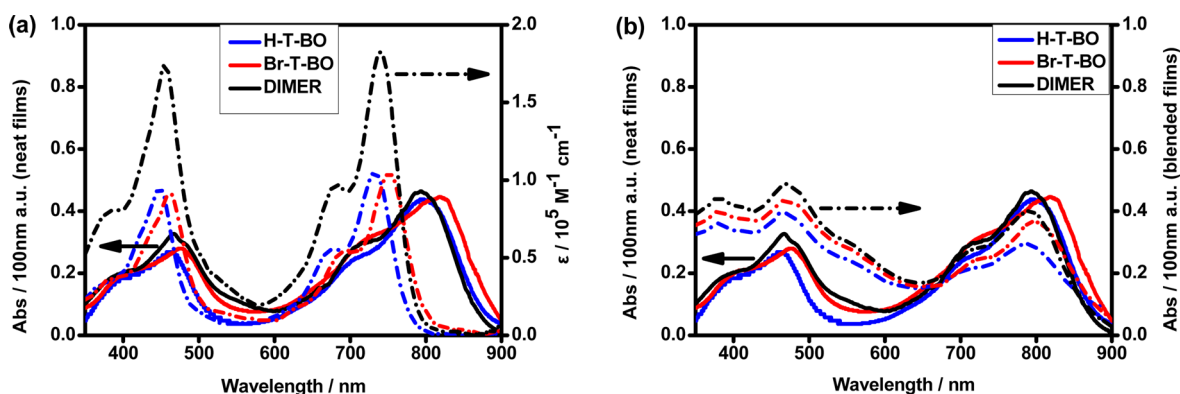 (a)
Abs / 100nm a.u. (neat films)
1.0
0.8
0.6
0.4
0.2
0.0
H-T-BO
Br-T-BO
DIMER
2.0
1.5
1.0
0.5
0.0
ε / 10⁵ M⁻¹ cm⁻¹
400 500 600 700 800 900
Wavelength / nm
(b)
Abs / 100nm a.u. (neat films)
1.0
0.8
0.6
0.4
0.2
0.0
H-T-BO
Br-T-BO
DIMER
1.0
0.8
0.6
0.4
0.2
0.0
Abs / 100nm a.u. (blended films)
400 500 600 700 800 900
Wavelength / nm